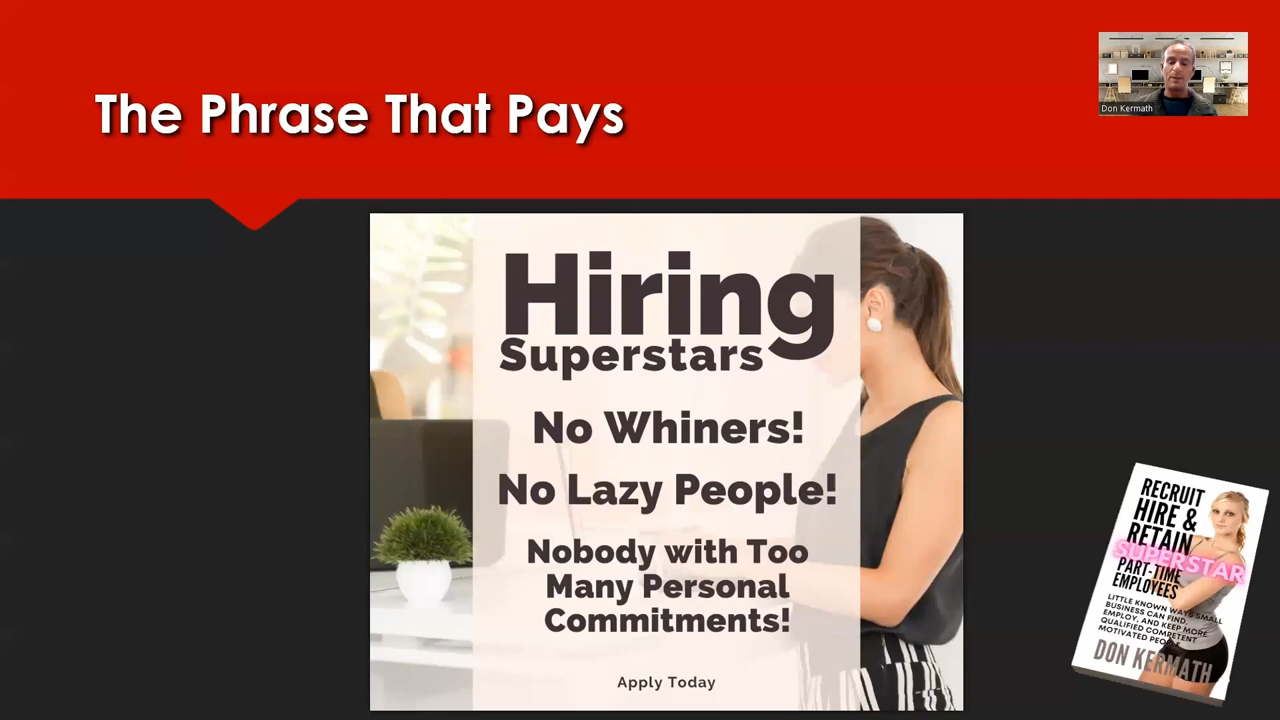 The Phrase That Pays
Don Kermath
Hiring
Superstars
No Whiners!
No Lazy People!
Nobody with Too
Many Personal
Commitments!
Apply Today
RECRUIT
HIRE &
RETAIN
SUPERSTAR
PART-TIME
EMPLOYEES
LITTLE KNOWN WAYS SMALL
BUSINESS CAN FIND,
EMPLOY, AND KEEP MORE
QUALIFIED COMPETENT
MOTIVATED
DON KERMATH